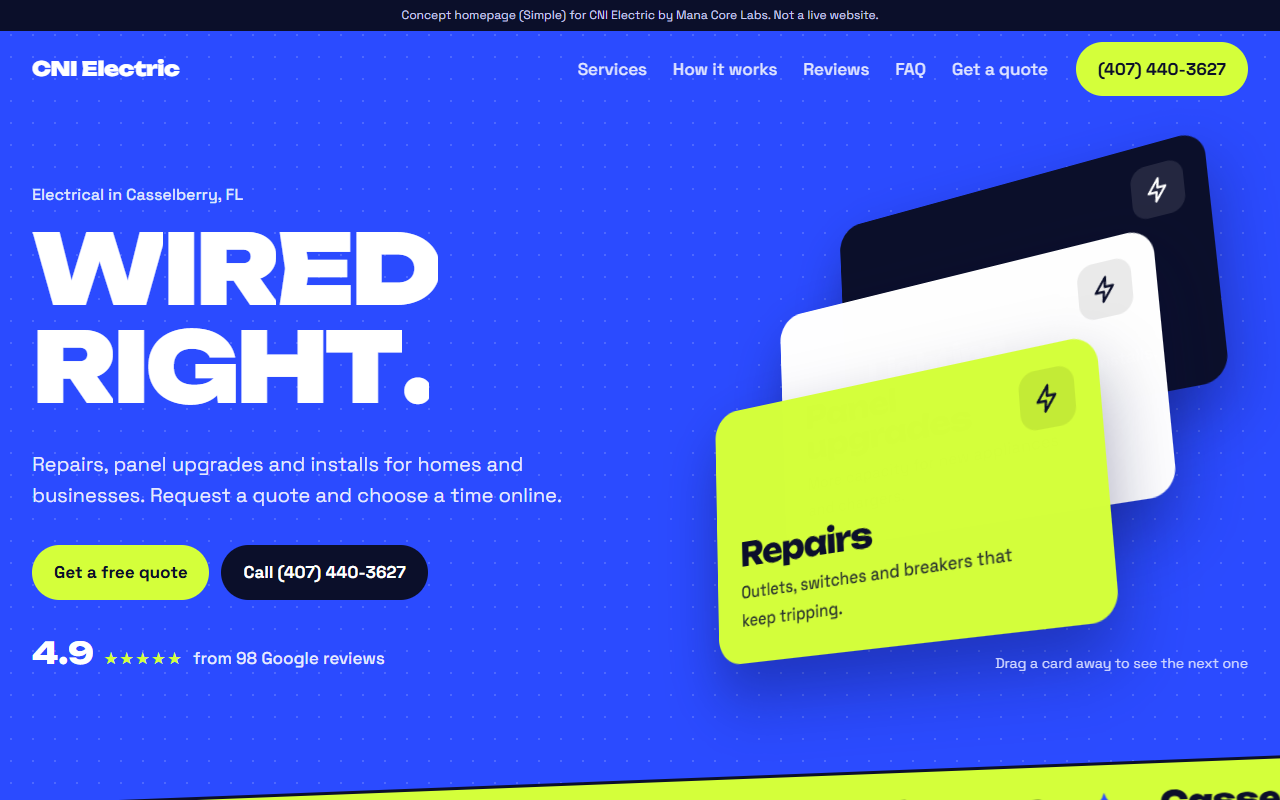 Concept homepage (Simple) for CNI Electric by Mana Core Labs. Not a live website.
CNI Electric
Services
How it works
Reviews
FAQ
Get a quote
(407) 440-3627
Electrical in Casselberry, FL
WIRED
RIGHT.
Repairs, panel upgrades and installs for homes and
businesses. Request a quote and choose a time online.
Get a free quote
Call (407) 440-3627
4.9 ★★★★★ from 98 Google reviews
Repairs
Outlets, switches and breakers that
keep tripping.
Drag a card away to see the next one